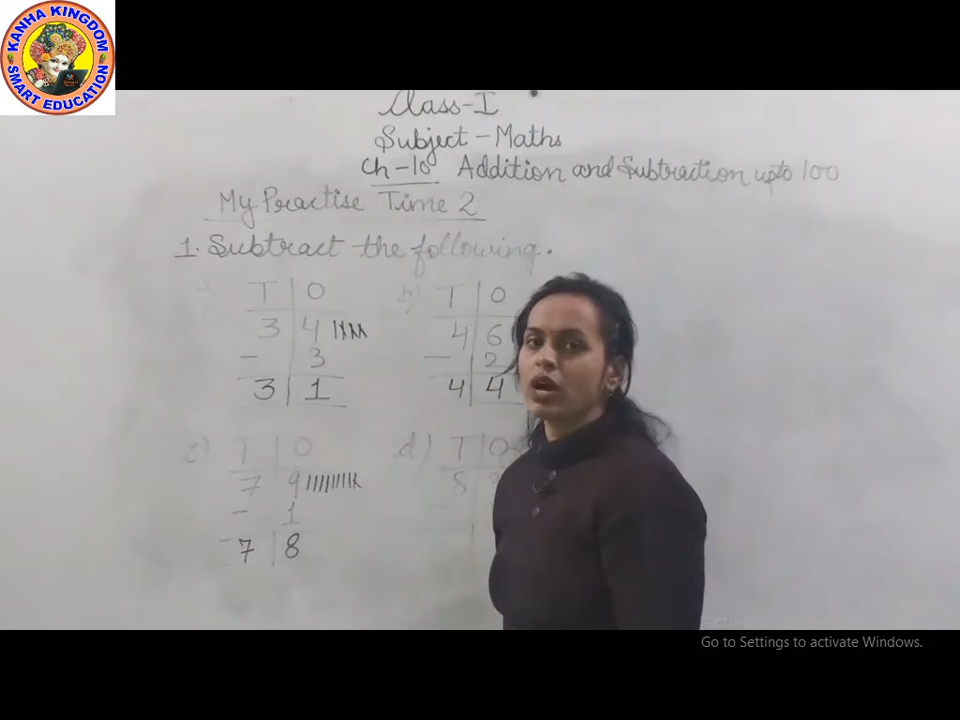 KANHA KINGDOM
SMART EDUCATION
Class-I
Subject - Maths
Ch-10 Addition and Subtraction upto 100
My Practise Time 2
1. Subtract the following.
a) T O
3 4
- 3
3 1
b) T O
4 6
- 2
4 4
c) T O
7 9
- 1
7 8
d) T O
8
Go to Settings to activate Windows.